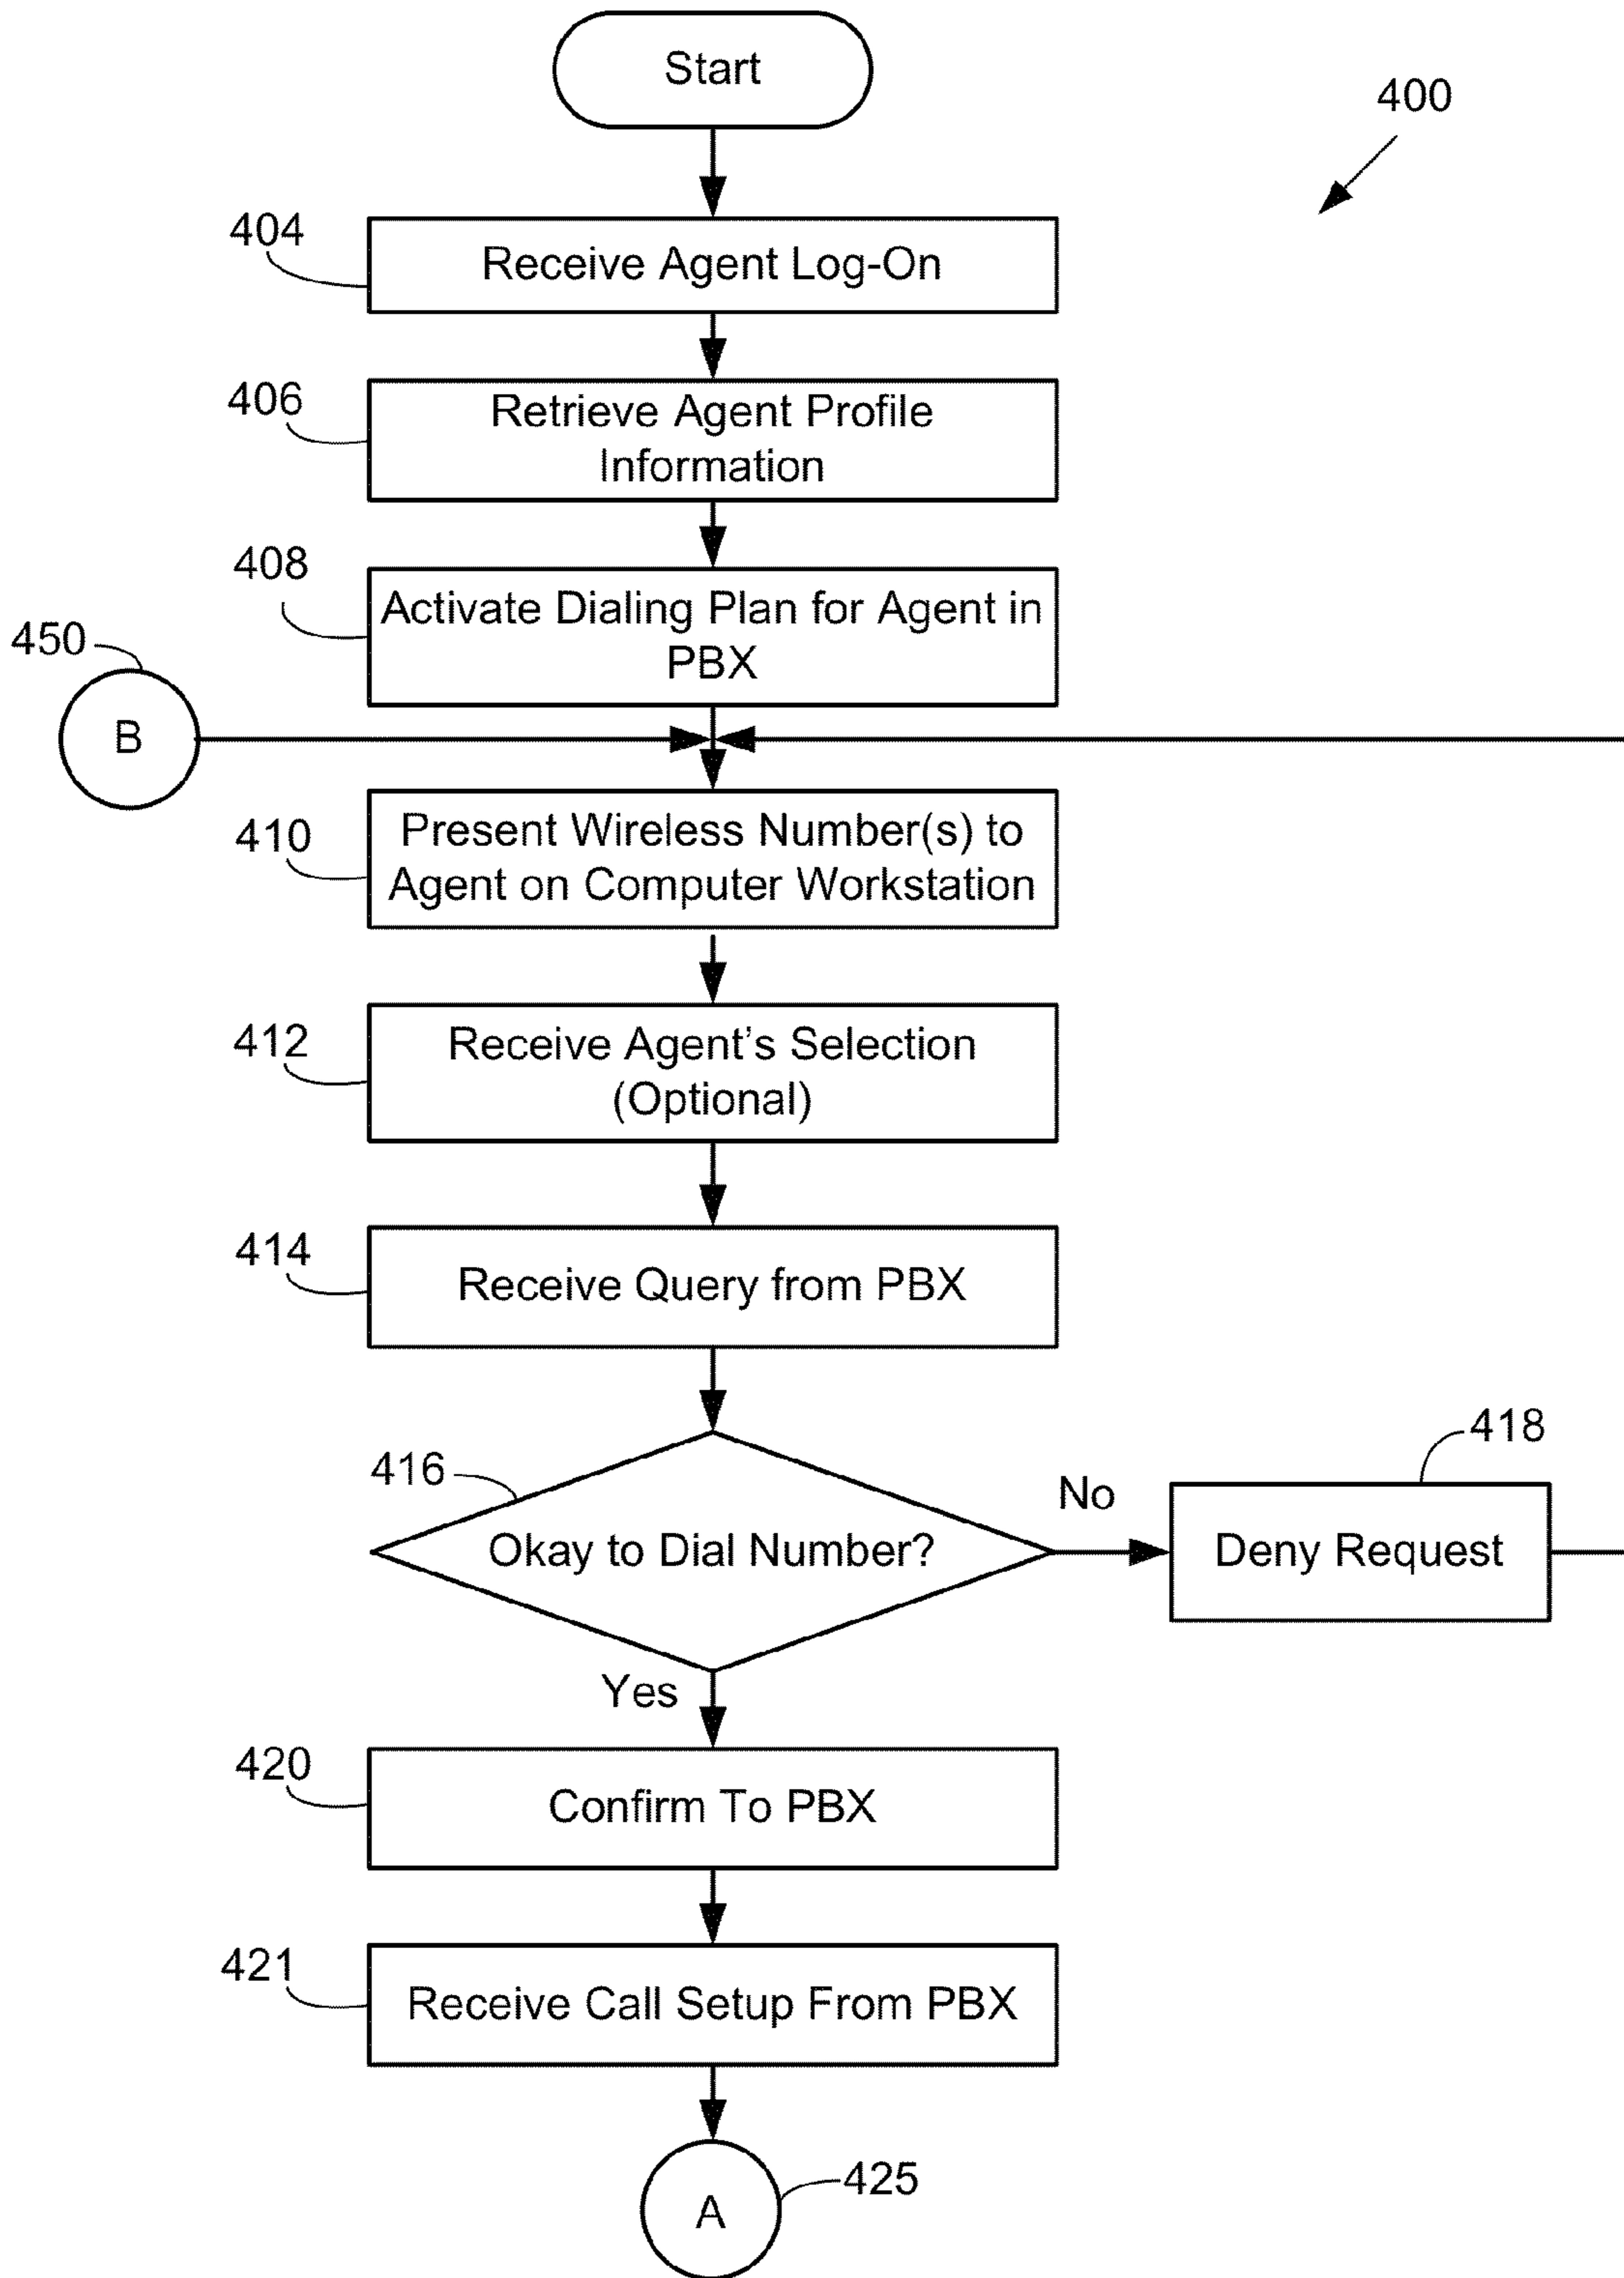 Start
400
404
Receive Agent Log-On
406
Retrieve Agent Profile
Information
408
Activate Dialing Plan for Agent in
PBX
450
B
410
Present Wireless Number(s) to
Agent on Computer Workstation
412
Receive Agent's Selection
(Optional)
414
Receive Query from PBX
416
Okay to Dial Number?
No
418
Deny Request
Yes
420
Confirm To PBX
421
Receive Call Setup From PBX
A
425